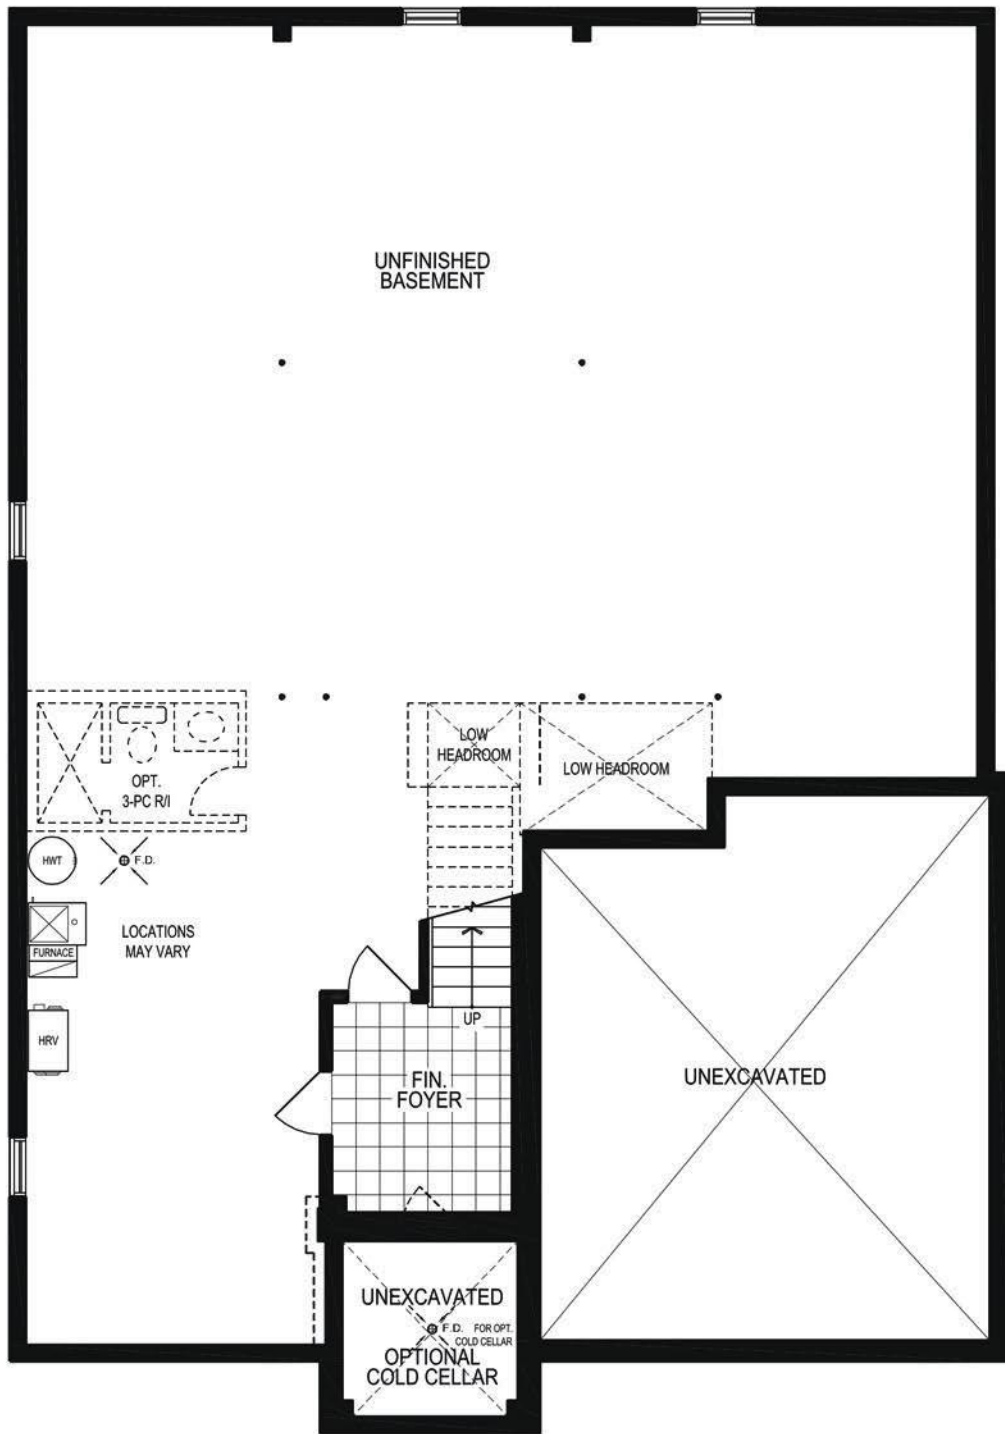 UNFINISHED
BASEMENT
LOW
HEADROOM
LOW HEADROOM
OPT.
3-PC R/I
HWT
F.D.
LOCATIONS
MAY VARY
FURNACE
HRV
UP
FIN.
FOYER
UNEXCAVATED
UNEXCAVATED
F.D. FOR OPT.
COLD CELLAR
OPTIONAL
COLD CELLAR